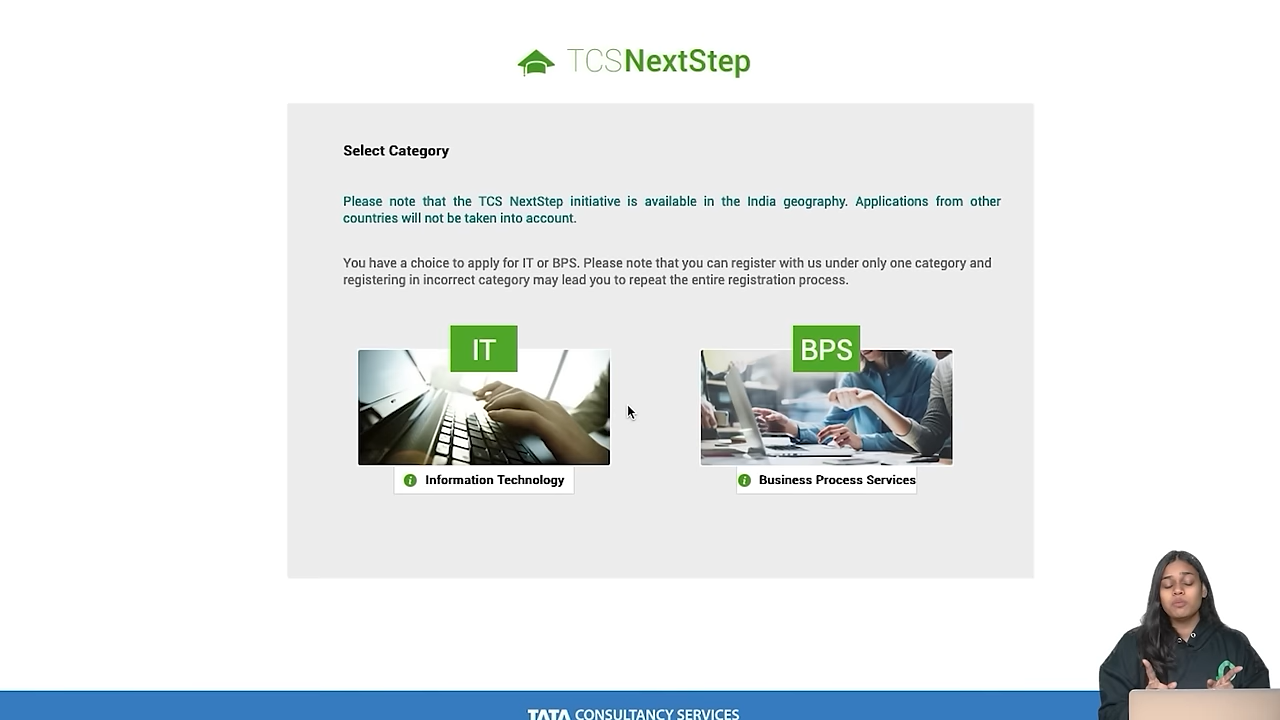 TCSNextStep
Select Category
Please note that the TCS NextStep initiative is available in the India geography. Applications from other
countries will not be taken into account.
You have a choice to apply for IT or BPS. Please note that you can register with us under only one category and
registering in incorrect category may lead you to repeat the entire registration process.
IT
BPS
i Information Technology
i Business Process Services
TATA CONSULTANCY SERVICES